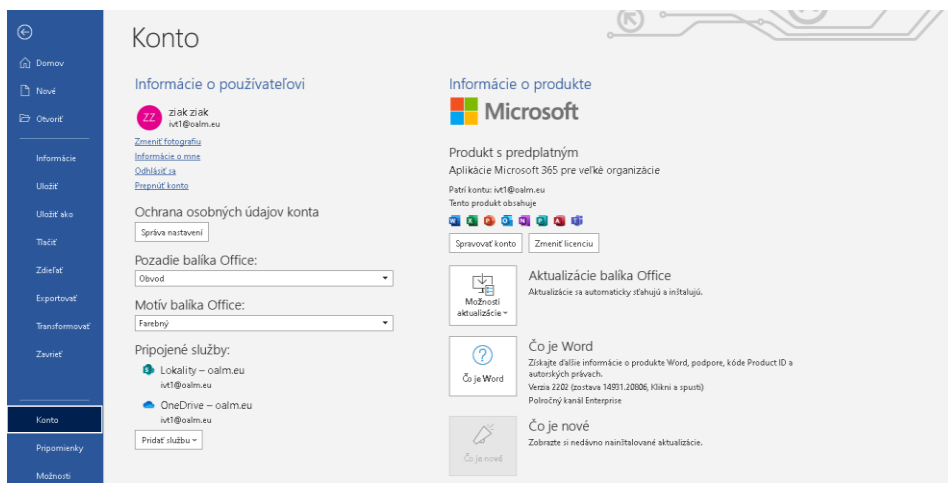 Konto
Domov
Nové
Otvoriť
Informácie
Uložiť
Uložiť ako
Tlačiť
Zdieľať
Exportovať
Transformovať
Zavrieť
Konto
Pripomienky
Možnosti
Informácie o používateľovi
ZZ
ziak ziak
ivt1@oalm.eu
Zmeniť fotografiu
Informácie o mne
Odhlásiť sa
Prepnúť konto
Ochrana osobných údajov konta
Správa nastavení
Pozadie balíka Office:
Obvod
Motív balíka Office:
Farebný
Pripojené služby:
Lokality – oalm.eu
ivt1@oalm.eu
OneDrive – oalm.eu
ivt1@oalm.eu
Pridať službu
Informácie o produkte
Microsoft
Produkt s predplatným
Aplikácie Microsoft 365 pre veľké organizácie
Patrí kontu: ivt1@oalm.eu
Tento produkt obsahuje
Spravovať konto
Zmeniť licenciu
Možnosti
aktualizácie
Aktualizácie balíka Office
Aktualizácie sa automaticky sťahujú a inštalujú.
Čo je Word
Čo je Word
Získajte ďalšie informácie o produkte Word, podpore, kóde Product ID a
autorských právach.
Verzia 2202 (zostava 14931.20806, Klikni a spusti)
Polročný kanál Enterprise
Čo je nové
Čo je nové
Zobrazte si nedávno nainštalované aktualizácie.